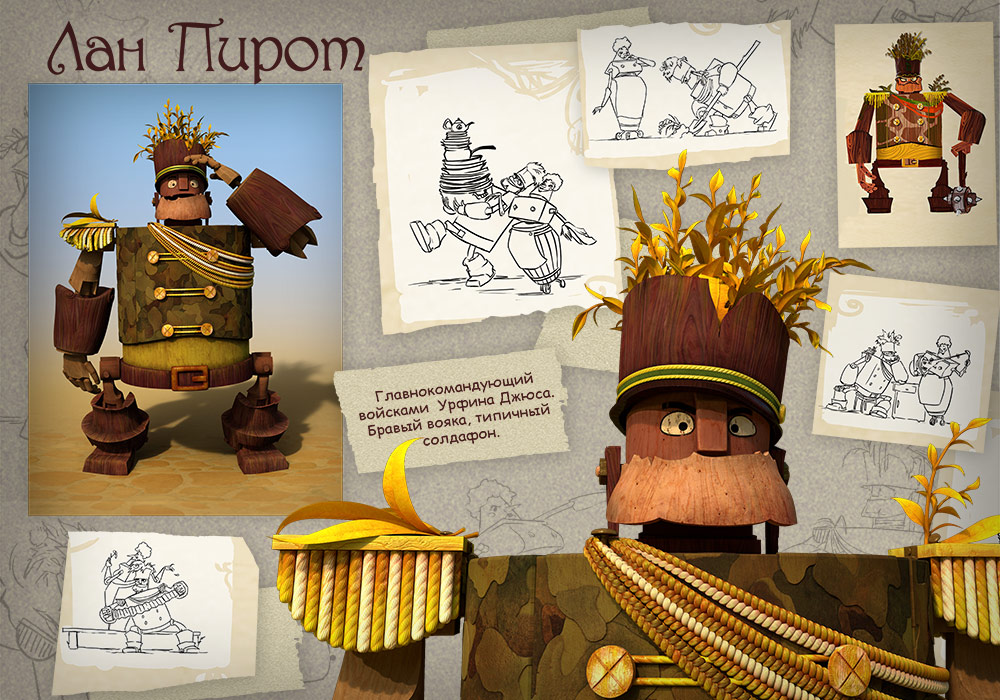 Лан Пирот
Главнокомандующий
войсками Урфина Джюса.
Бравый вояка, типичный
солдафон.